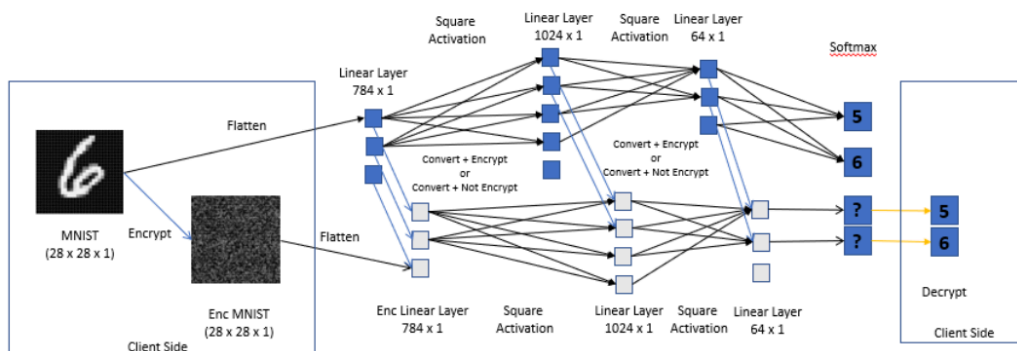 Square
Activation
Linear Layer
1024 x 1
Square
Activation
Linear Layer
64 x 1
Softmax
Linear Layer
784 x 1
Flatten
5
6
Convert + Encrypt
or
Convert + Not Encrypt
Convert + Encrypt
or
Convert + Not Encrypt
MNIST
(28 x 28 x 1)
Encrypt
Flatten
?
?
5
6
Enc MNIST
(28 x 28 x 1)
Client Side
Enc Linear Layer
784 x 1
Square
Activation
Linear Layer
1024 x 1
Square
Activation
Linear Layer
64 x 1
Decrypt
Client Side